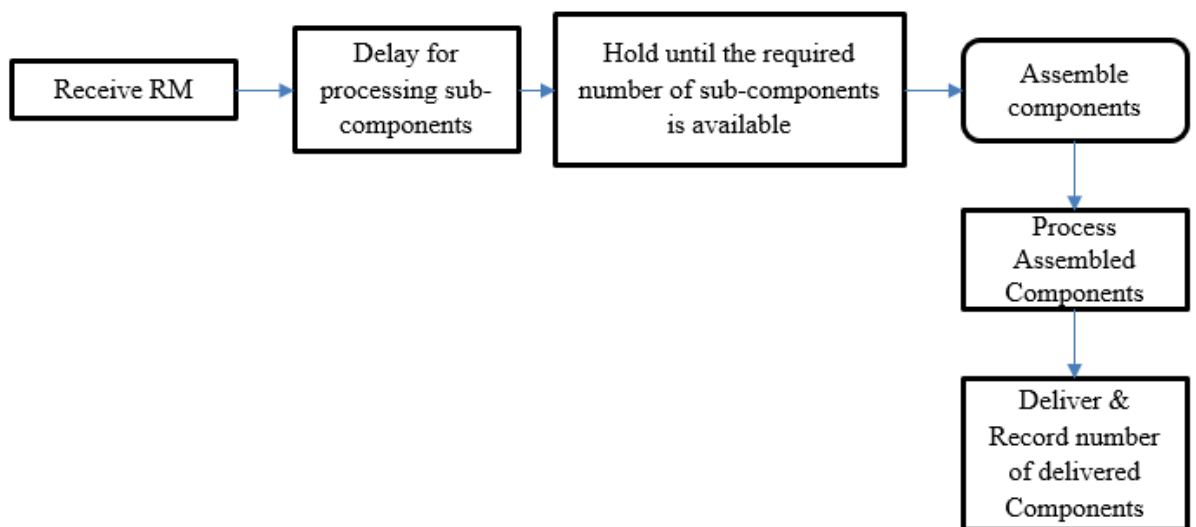 Receive RM
Delay for
processing sub-
components
Hold until the required
number of sub-components
is available
Assemble
components
Process
Assembled
Components
Deliver &
Record number
of delivered
Components